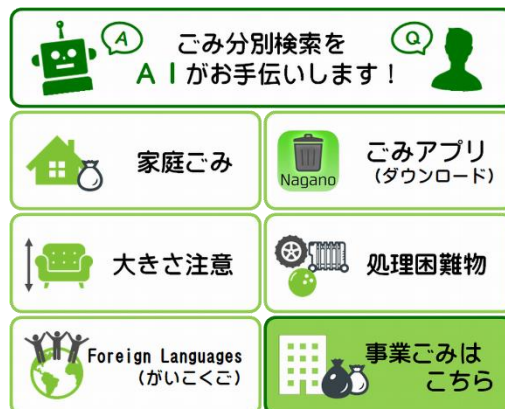 A
Q
ごみ分別検索を
AIがお手伝いします！
家庭ごみ
Nagano
ごみアプリ
(ダウンロード)
大きさ注意
処理困難物
Foreign Languages
(がいこくご)
事業ごみは
こちら